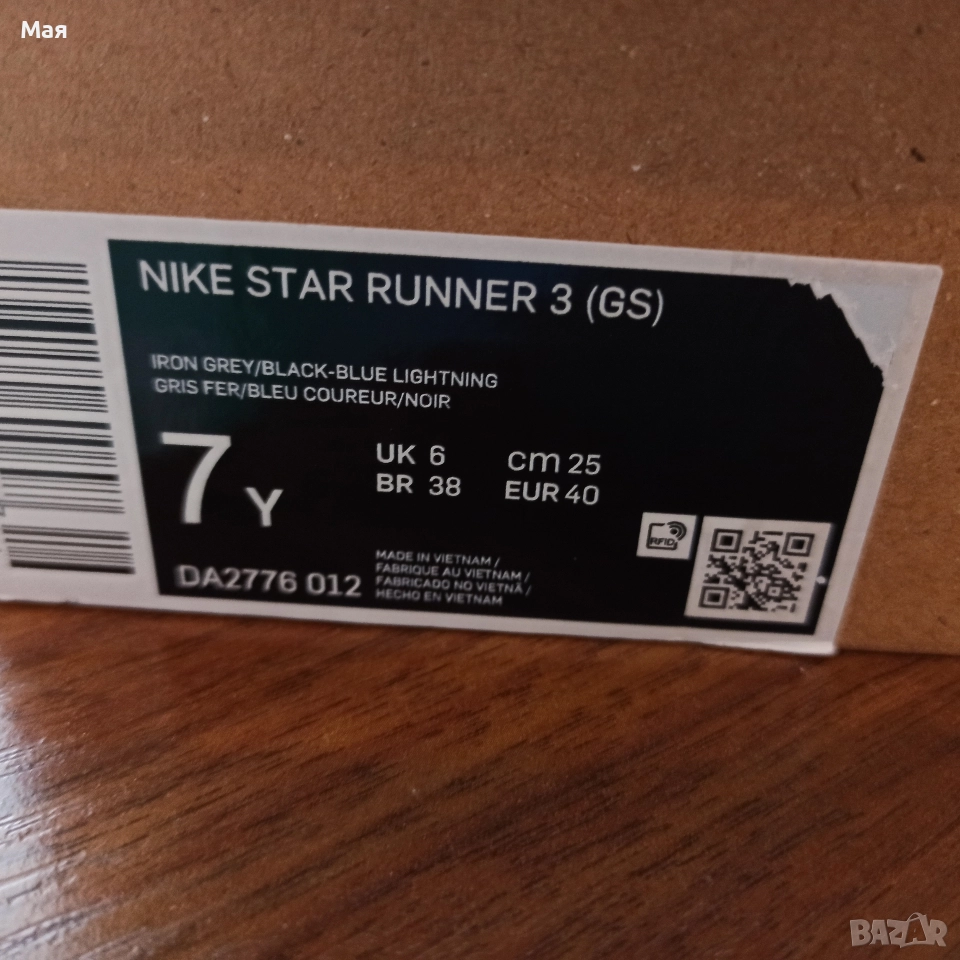 Мая
NIKE STAR RUNNER 3 (GS)
IRON GREY/BLACK-BLUE LIGHTNING
GRIS FER/BLEU COUREUR/NOIR
7 Y
UK 6 cm 25
BR 38 EUR 40
RFID
DA2776 012
MADE IN VIETNAM /
FABRIQUE AU VIETNAM /
FABRICADO NO VIETNÃ /
HECHO EN VIETNAM
BAZAR